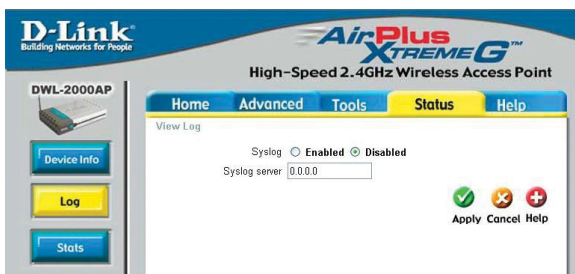 D-Link
Building Networks for People
AirPlus
XTREME G™
High-Speed 2.4GHz Wireless Access Point
DWL-2000AP
Home Advanced Tools Status Help
View Log
Device Info
Syslog Enabled Disabled
Syslog server 0.0.0.0
Log
Apply Cancel Help
Stats